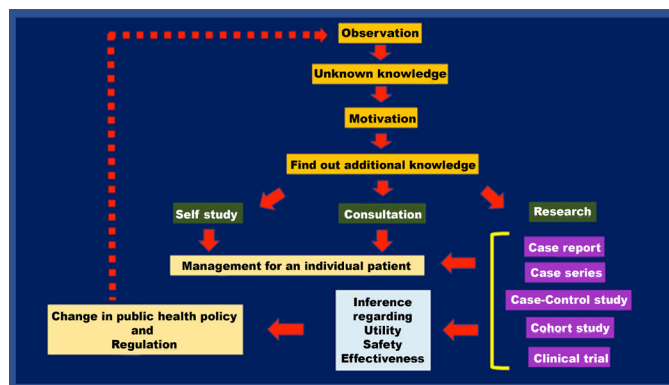 Observation
Unknown knowledge
Motivation
Find out additional knowledge
Self study
Consultation
Research
Management for an individual patient
Case report
Case series
Case-Control study
Cohort study
Clinical trial
Inference
regarding
Utility
Safety
Effectiveness
Change in public health policy
and
Regulation